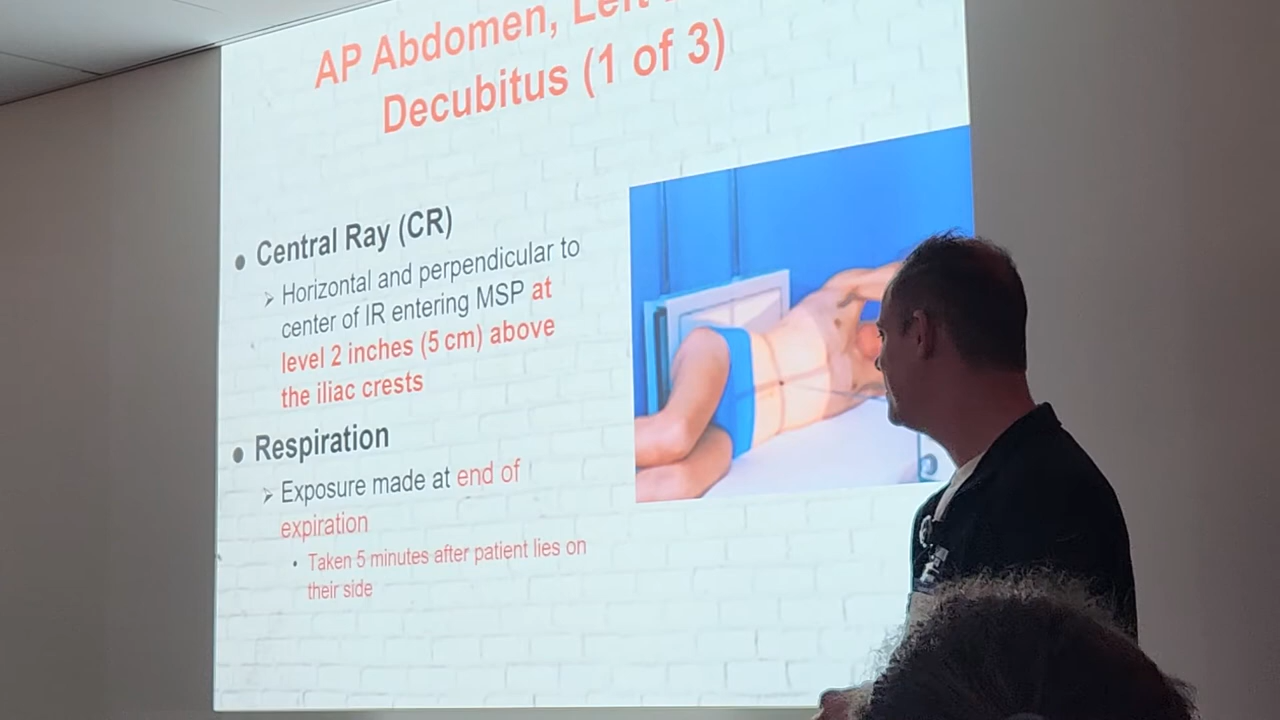 AP Abdomen, Left
Decubitus (1 of 3)
• Central Ray (CR)
➢ Horizontal and perpendicular to
center of IR entering MSP at
level 2 inches (5 cm) above
the iliac crests
• Respiration
➢ Exposure made at end of
expiration
• Taken 5 minutes after patient lies on
their side